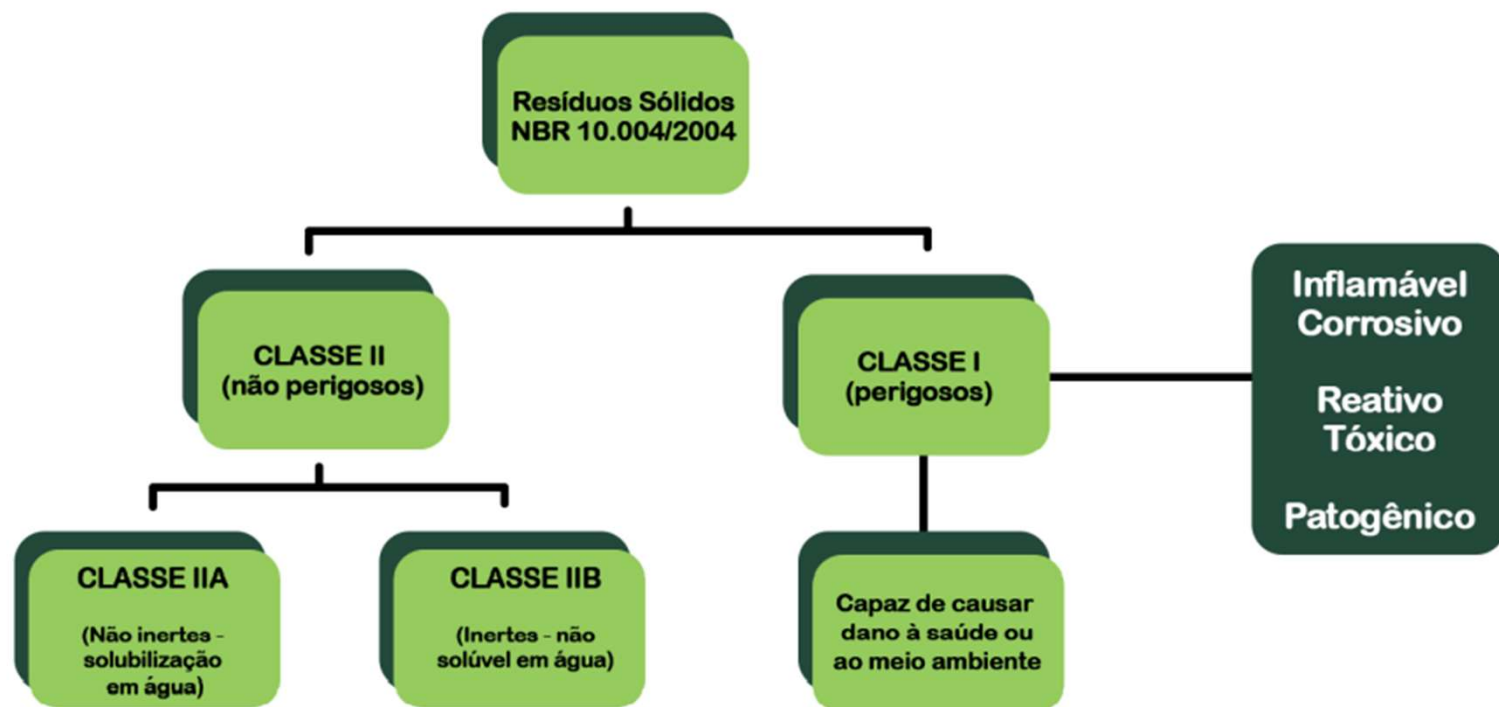 Resíduos Sólidos
NBR 10.004/2004
CLASSE II
(não perigosos)
CLASSE I
(perigosos)
Inflamável
Corrosivo
Reativo
Tóxico
Patogênico
CLASSE IIA
(Não inertes -
solubilização
em água)
CLASSE IIB
(Inertes - não
solúvel em água)
Capaz de causar
dano à saúde ou
ao meio ambiente